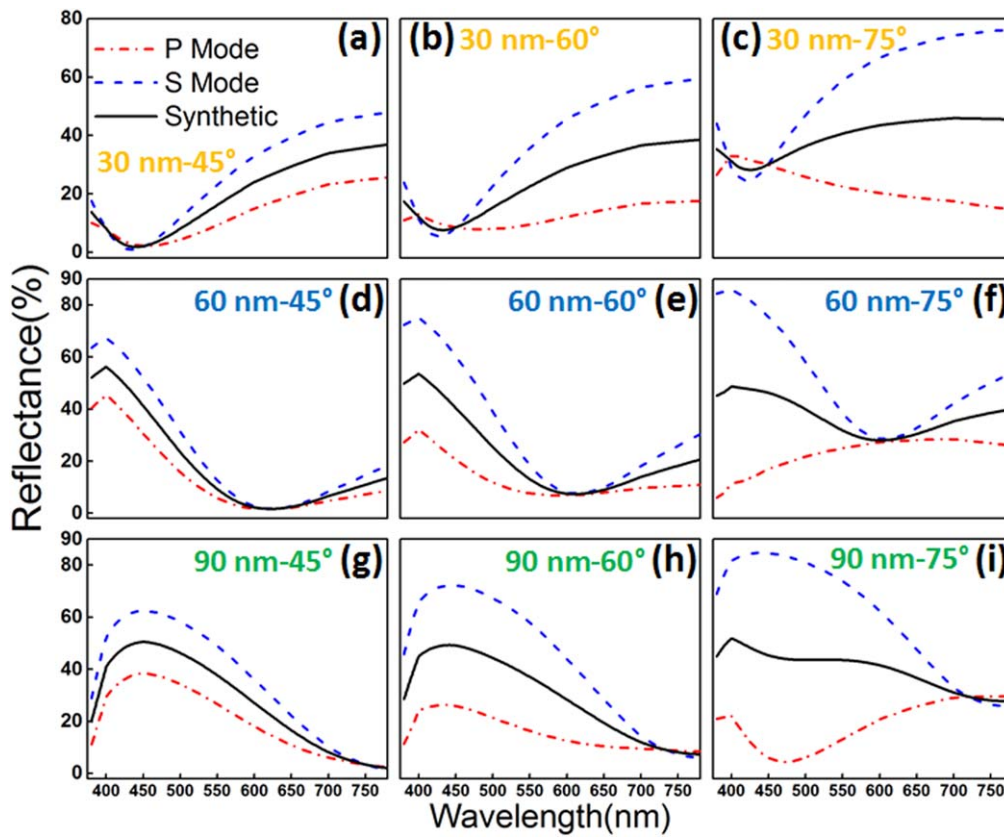 Reflectance(%)
80
60
40
20
0
P Mode
S Mode
Synthetic
(a)
30 nm-45°
(b) 30 nm-60°
(c) 30 nm-75°
90
80
60
40
20
0
60 nm-45° (d)
60 nm-60° (e)
60 nm-75° (f)
90
80
60
40
20
0
90 nm-45° (g)
90 nm-60° (h)
90 nm-75° (i)
400 450 500 550 600 650 700 750
400 450 500 550 600 650 700 750
400 450 500 550 600 650 700 750
Wavelength(nm)